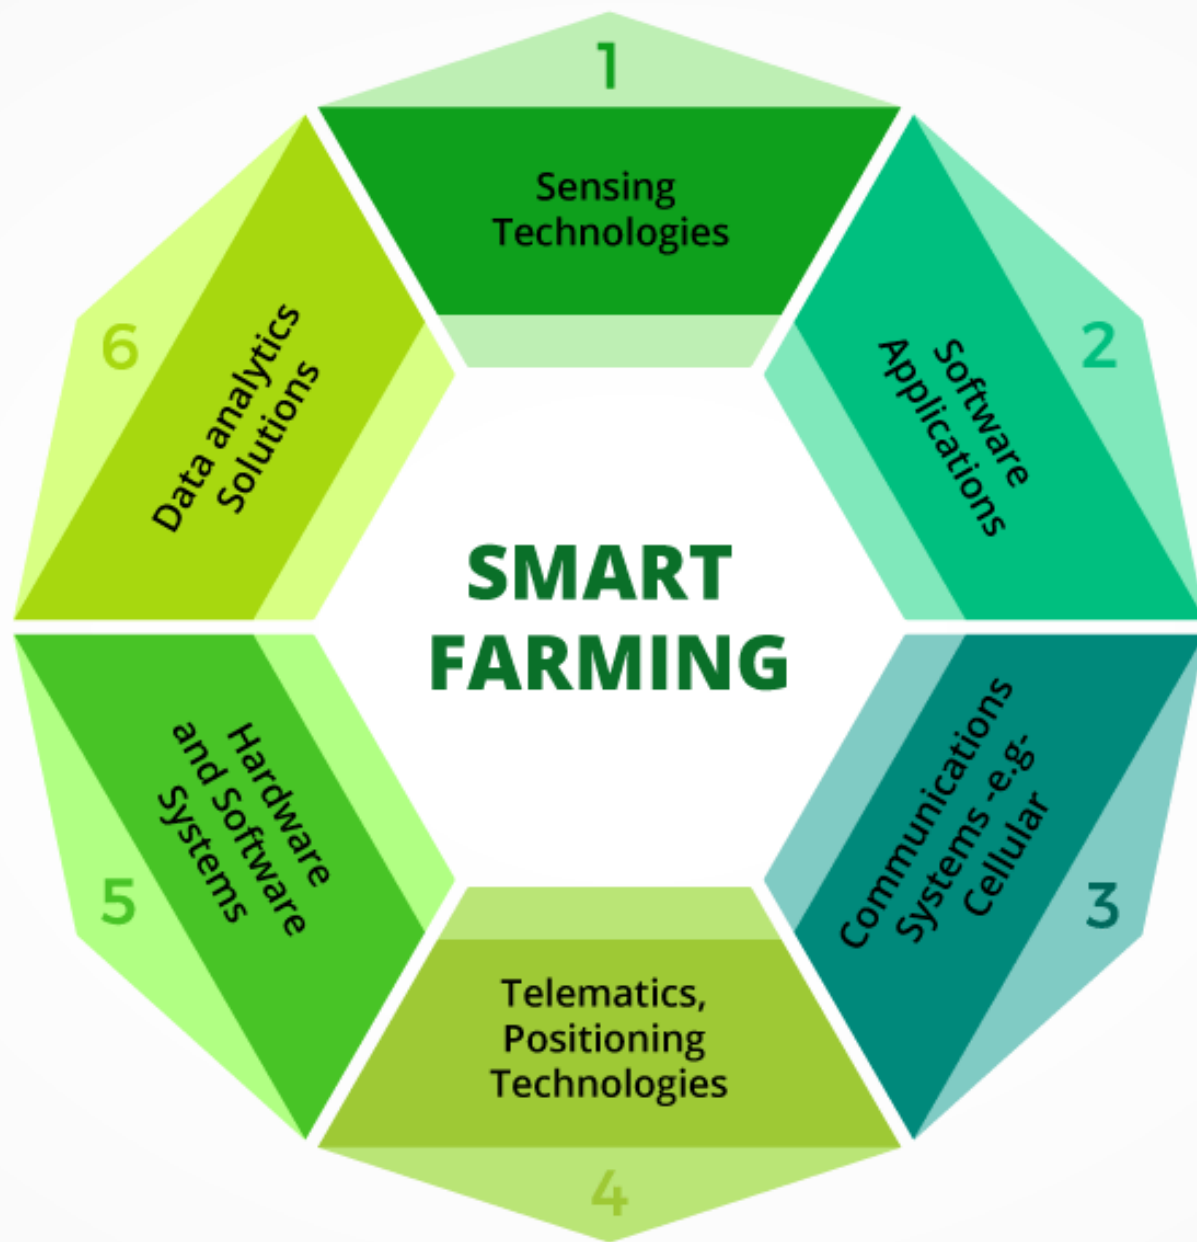 1
Sensing
Technologies
2
Software
Applications
3
Communications
Systems -e.g-
Cellular
4
Telematics,
Positioning
Technologies
5
Hardware
and Software
Systems
6
Data analytics
Solutions
SMART
FARMING